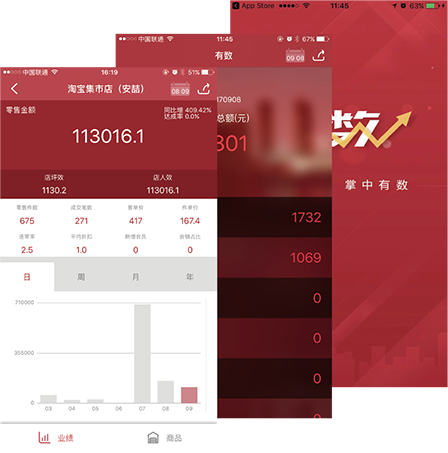 App Store
11:45
63%
数
掌中有数
中国联通
11:45
67%
有数
09 08
170908
总额(元)
301
1732
1069
0
0
0
0
中国联通
16:19
51%
淘宝集市店（安喆）
08 09
零售金额
同比增 409.42%
达成率 0.0%
113016.1
店坪效
店人效
1130.2
113016.1
零售件数
成交笔数
客单价
件单价
675
271
417
167.4
连带率
平均折扣
新增会员
会销占比
2.5
1.0
0
0
日
周
月
年
710000
355000
0
03
04
05
06
07
08
09
业绩
商品